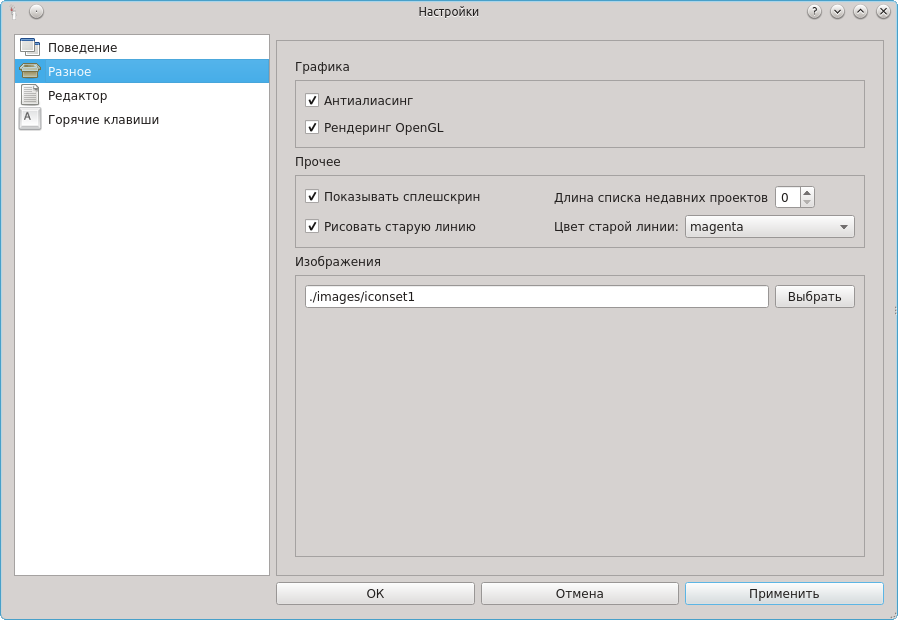 Настройки
Поведение
Разное
Редактор
A
Горячие клавиши
Графика
Антиалиасинг
Рендеринг OpenGL
Прочее
Показывать сплешскрин
Длина списка недавних проектов 0
Рисовать старую линию
Цвет старой линии: magenta
Изображения
./images/iconset1
Выбрать
ОК
Отмена
Применить